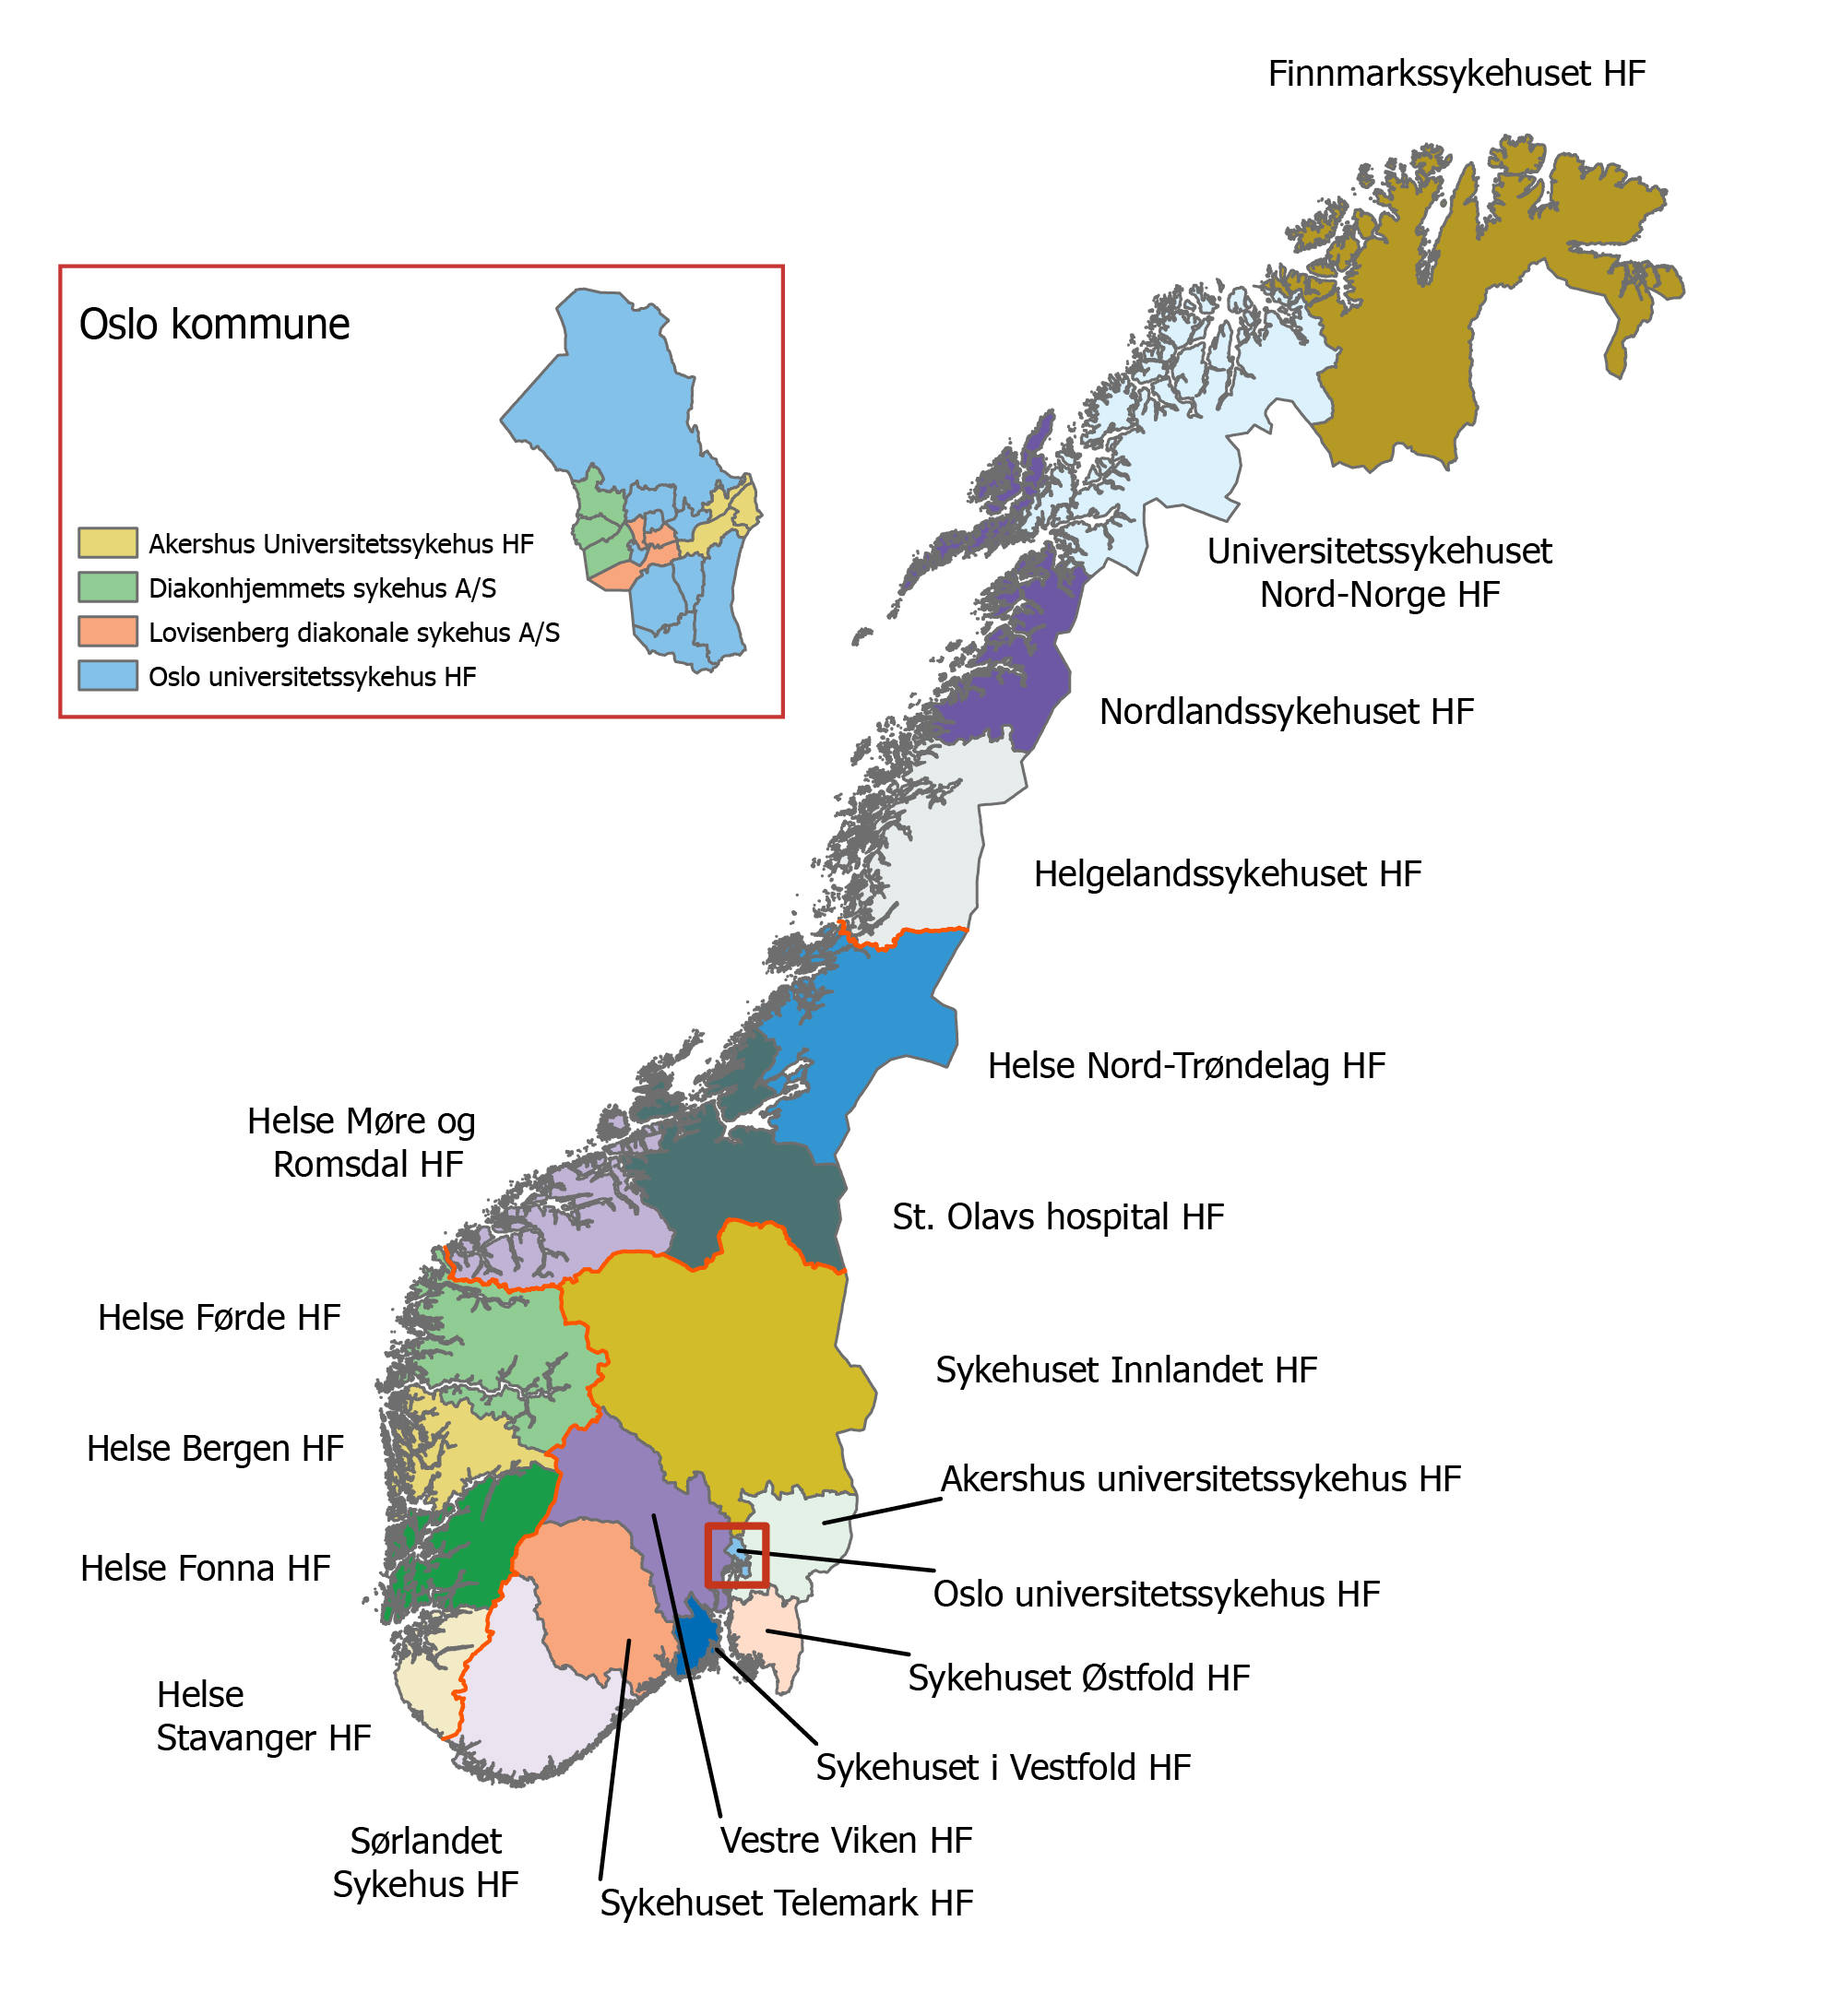 Finnmarkssykehuset HF
Oslo kommune
Akershus Universitetssykehus HF
Diakonhjemmets sykehus A/S
Lovisenberg diakonale sykehus A/S
Oslo universitetssykehus HF
Universitetssykehuset
Nord-Norge HF
Nordlandssykehuset HF
Helgelandssykehuset HF
Helse Nord-Trøndelag HF
Helse Møre og
Romsdal HF
St. Olavs hospital HF
Helse Førde HF
Sykehuset Innlandet HF
Helse Bergen HF
Akershus universitetssykehus HF
Helse Fonna HF
Oslo universitetssykehus HF
Sykehuset Østfold HF
Helse
Stavanger HF
Sykehuset i Vestfold HF
Vestre Viken HF
Sørlandet
Sykehus HF
Sykehuset Telemark HF